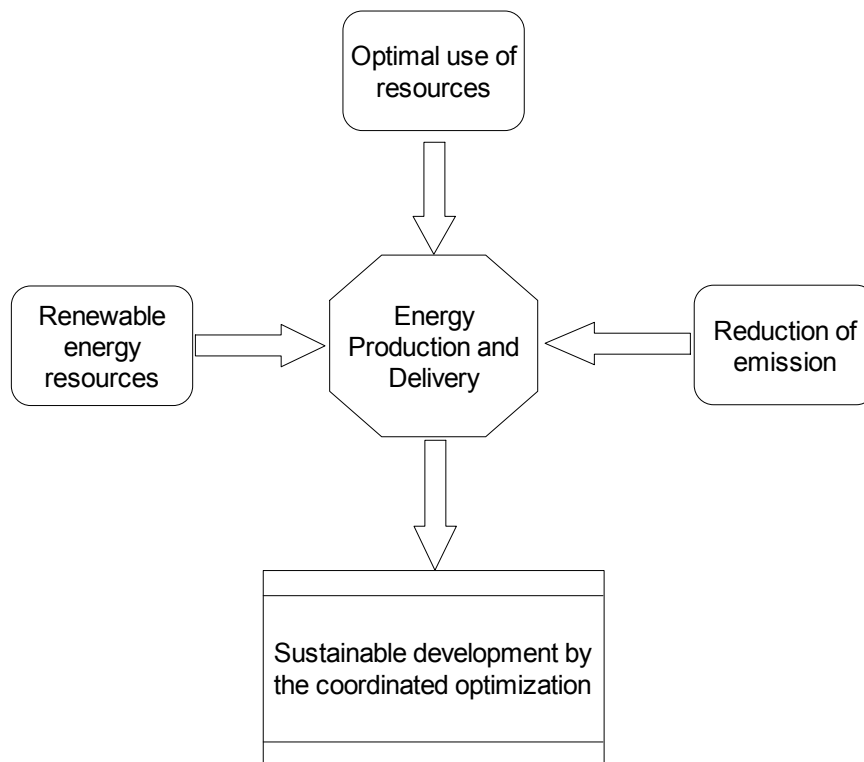 Optimal use of
resources
Renewable
energy
resources
Energy
Production and
Delivery
Reduction of
emission
Sustainable development by
the coordinated optimization